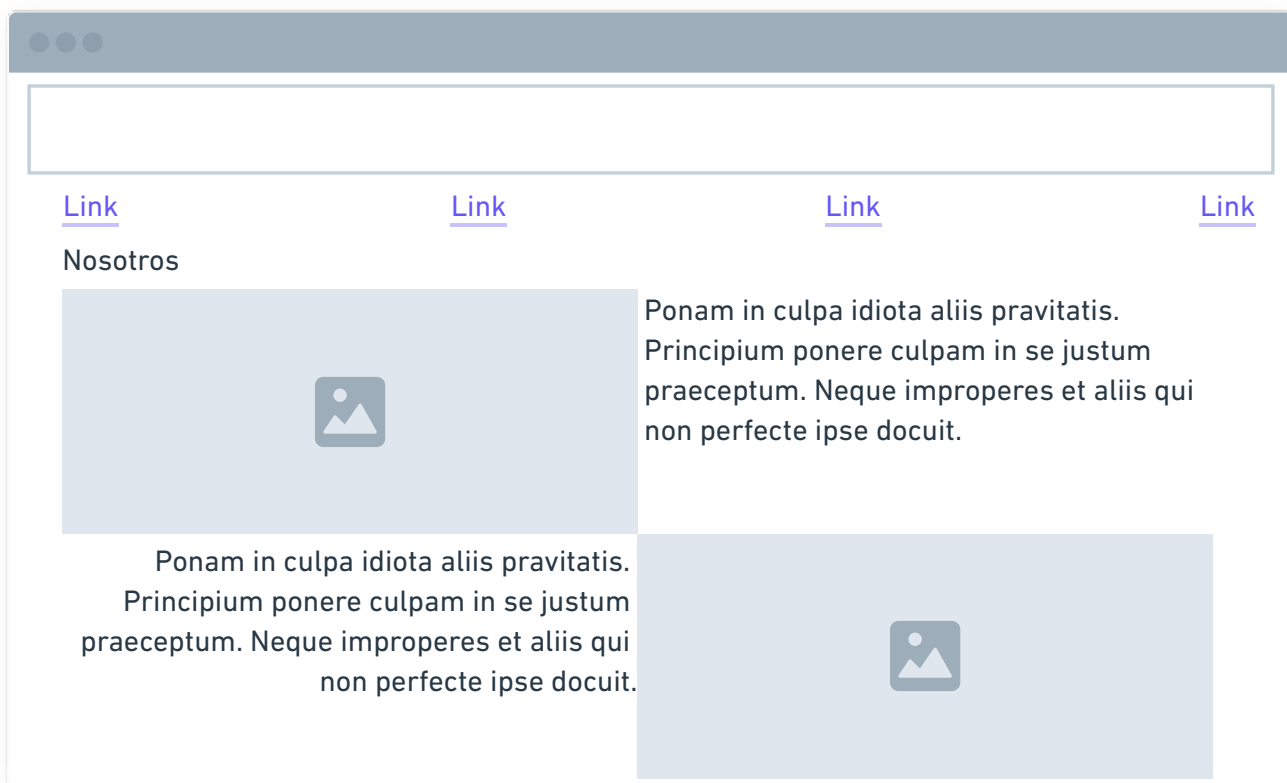 Link Link Link Link
Nosotros
Ponam in culpa idiota aliis pravitatis.
Principium ponere culpam in se justum
praeceptum. Neque improperes et aliis qui
non perfecte ipse docuit.
Ponam in culpa idiota aliis pravitatis.
Principium ponere culpam in se justum
praeceptum. Neque improperes et aliis qui
non perfecte ipse docuit.